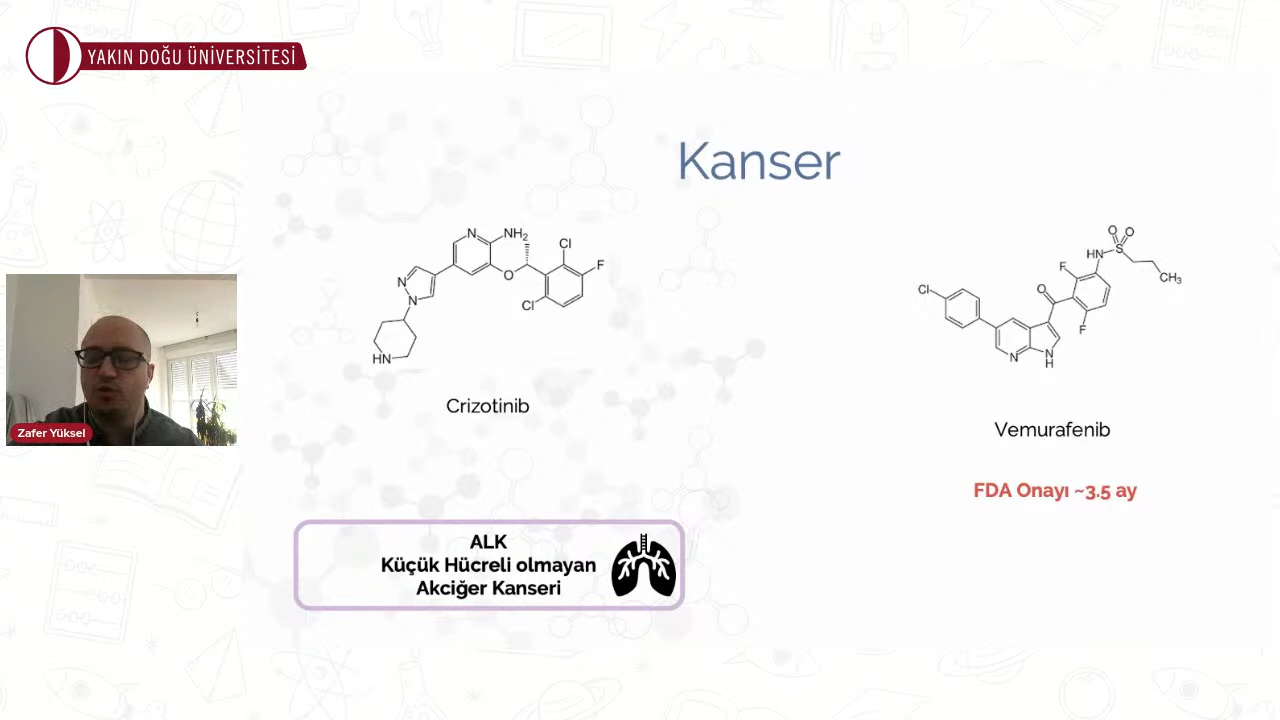 YAKIN DOĞU ÜNİVERSİTESİ
Kanser
N
NH2
Cl
F
O
Cl
N
N
HN
Crizotinib
O
O
S
HN
CH3
F
O
Cl
F
N
N
H
Vemurafenib
FDA Onayı ~3.5 ay
Zafer Yüksel
ALK
Küçük Hücreli olmayan
Akciğer Kanseri